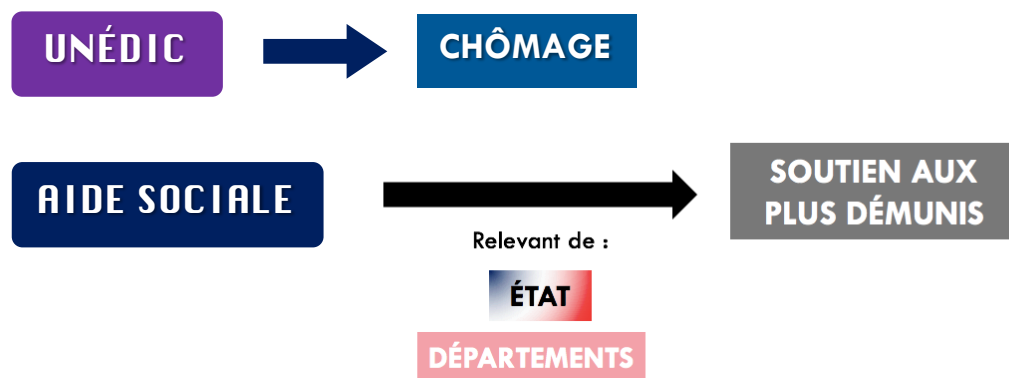 UNÉDIC
CHÔMAGE
AIDE SOCIALE
SOUTIEN AUX
PLUS DÉMUNIS
Relevant de :
ÉTAT
DÉPARTEMENTS